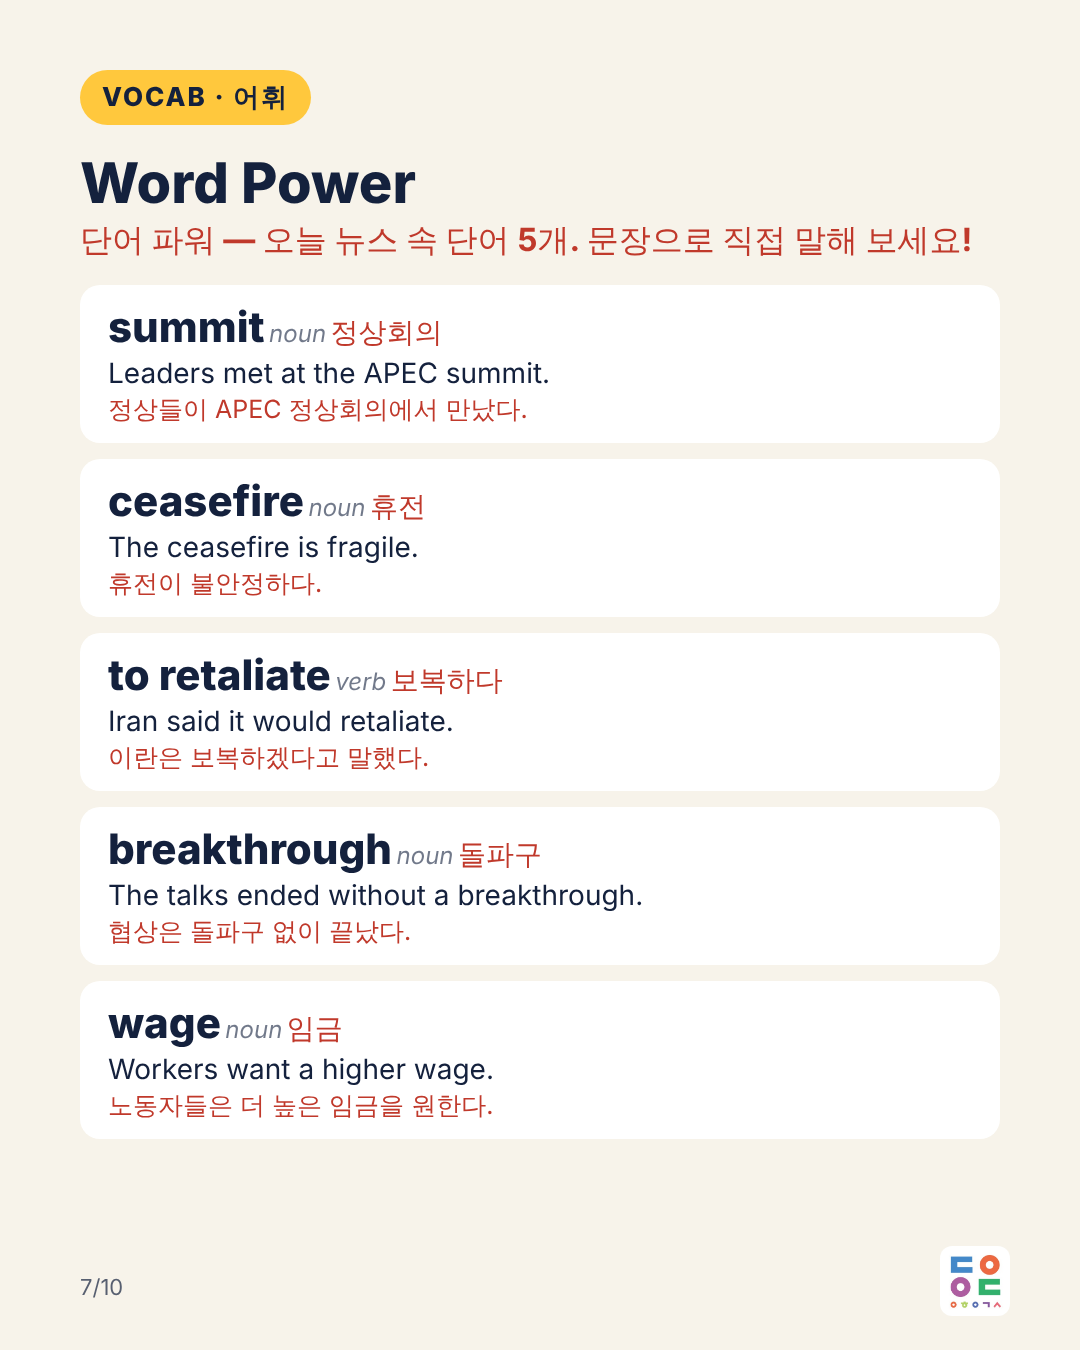 VOCAB · 어휘
Word Power
단어 파워 — 오늘 뉴스 속 단어 5개. 문장으로 직접 말해 보세요!
summit noun 정상회의
Leaders met at the APEC summit.
정상들이 APEC 정상회의에서 만났다.
ceasefire noun 휴전
The ceasefire is fragile.
휴전이 불안정하다.
to retaliate verb 보복하다
Iran said it would retaliate.
이란은 보복하겠다고 말했다.
breakthrough noun 돌파구
The talks ended without a breakthrough.
협상은 돌파구 없이 끝났다.
wage noun 임금
Workers want a higher wage.
노동자들은 더 높은 임금을 원한다.
7/10